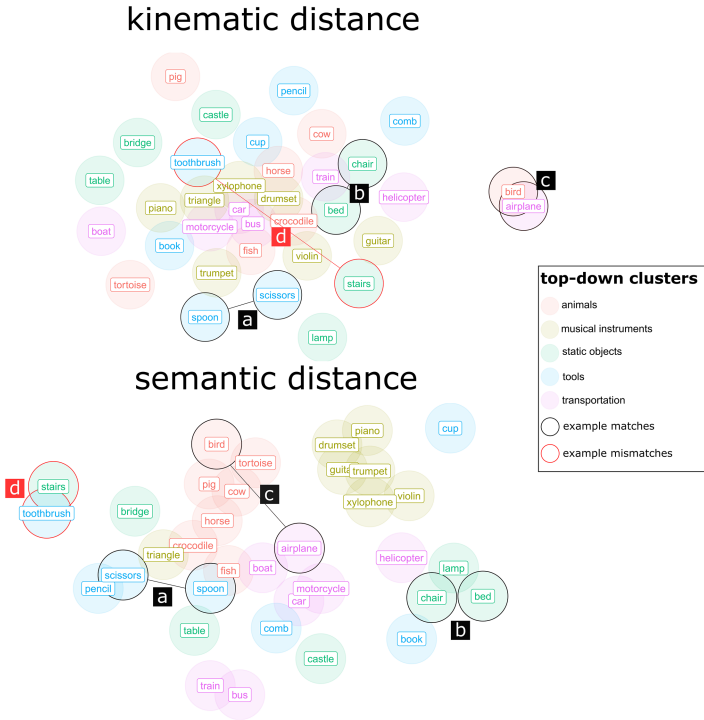 kinematic distance
pig
pencil
castle
comb
bridge
cup
cow
toothbrush
chair
horse
table
train
b
c
xylophone
bird
triangle
drumset
helicopter
airplane
piano
car
bed
boat
motorcycle
bus
crocodile
d
guitar
book
fish
violin
tortoise
trumpet
stairs
scissors
spoon
a
lamp
top-down clusters
animals
musical instruments
static objects
tools
transportation
example matches
example mismatches
semantic distance
bird
piano
cup
drumset
tortoise
guitar
trumpet
pig
cow
c
d
stairs
violin
xylophone
toothbrush
bridge
horse
crocodile
airplane
triangle
helicopter
scissors
fish
boat
lamp
pencil
spoon
motorcycle
a
car
chair
bed
table
comb
b
book
castle
train
bus